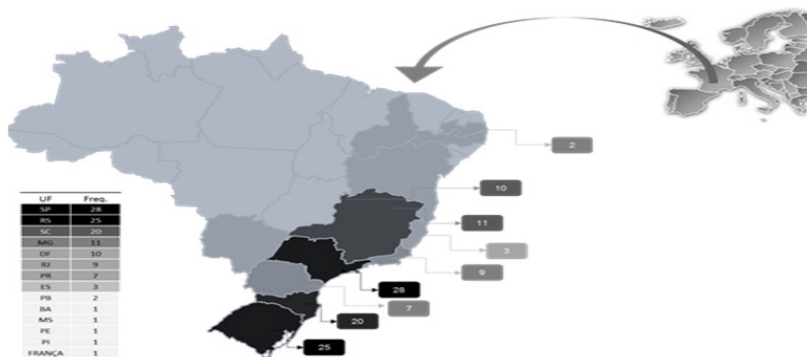 2
10
11
3
9
28
7
20
25
UF Freq.
SP 28
RS 25
SC 20
MG 11
DF 10
RJ 9
PR 7
ES 3
PB 2
BA 1
MS 1
PE 1
PI 1
FRANÇA 1